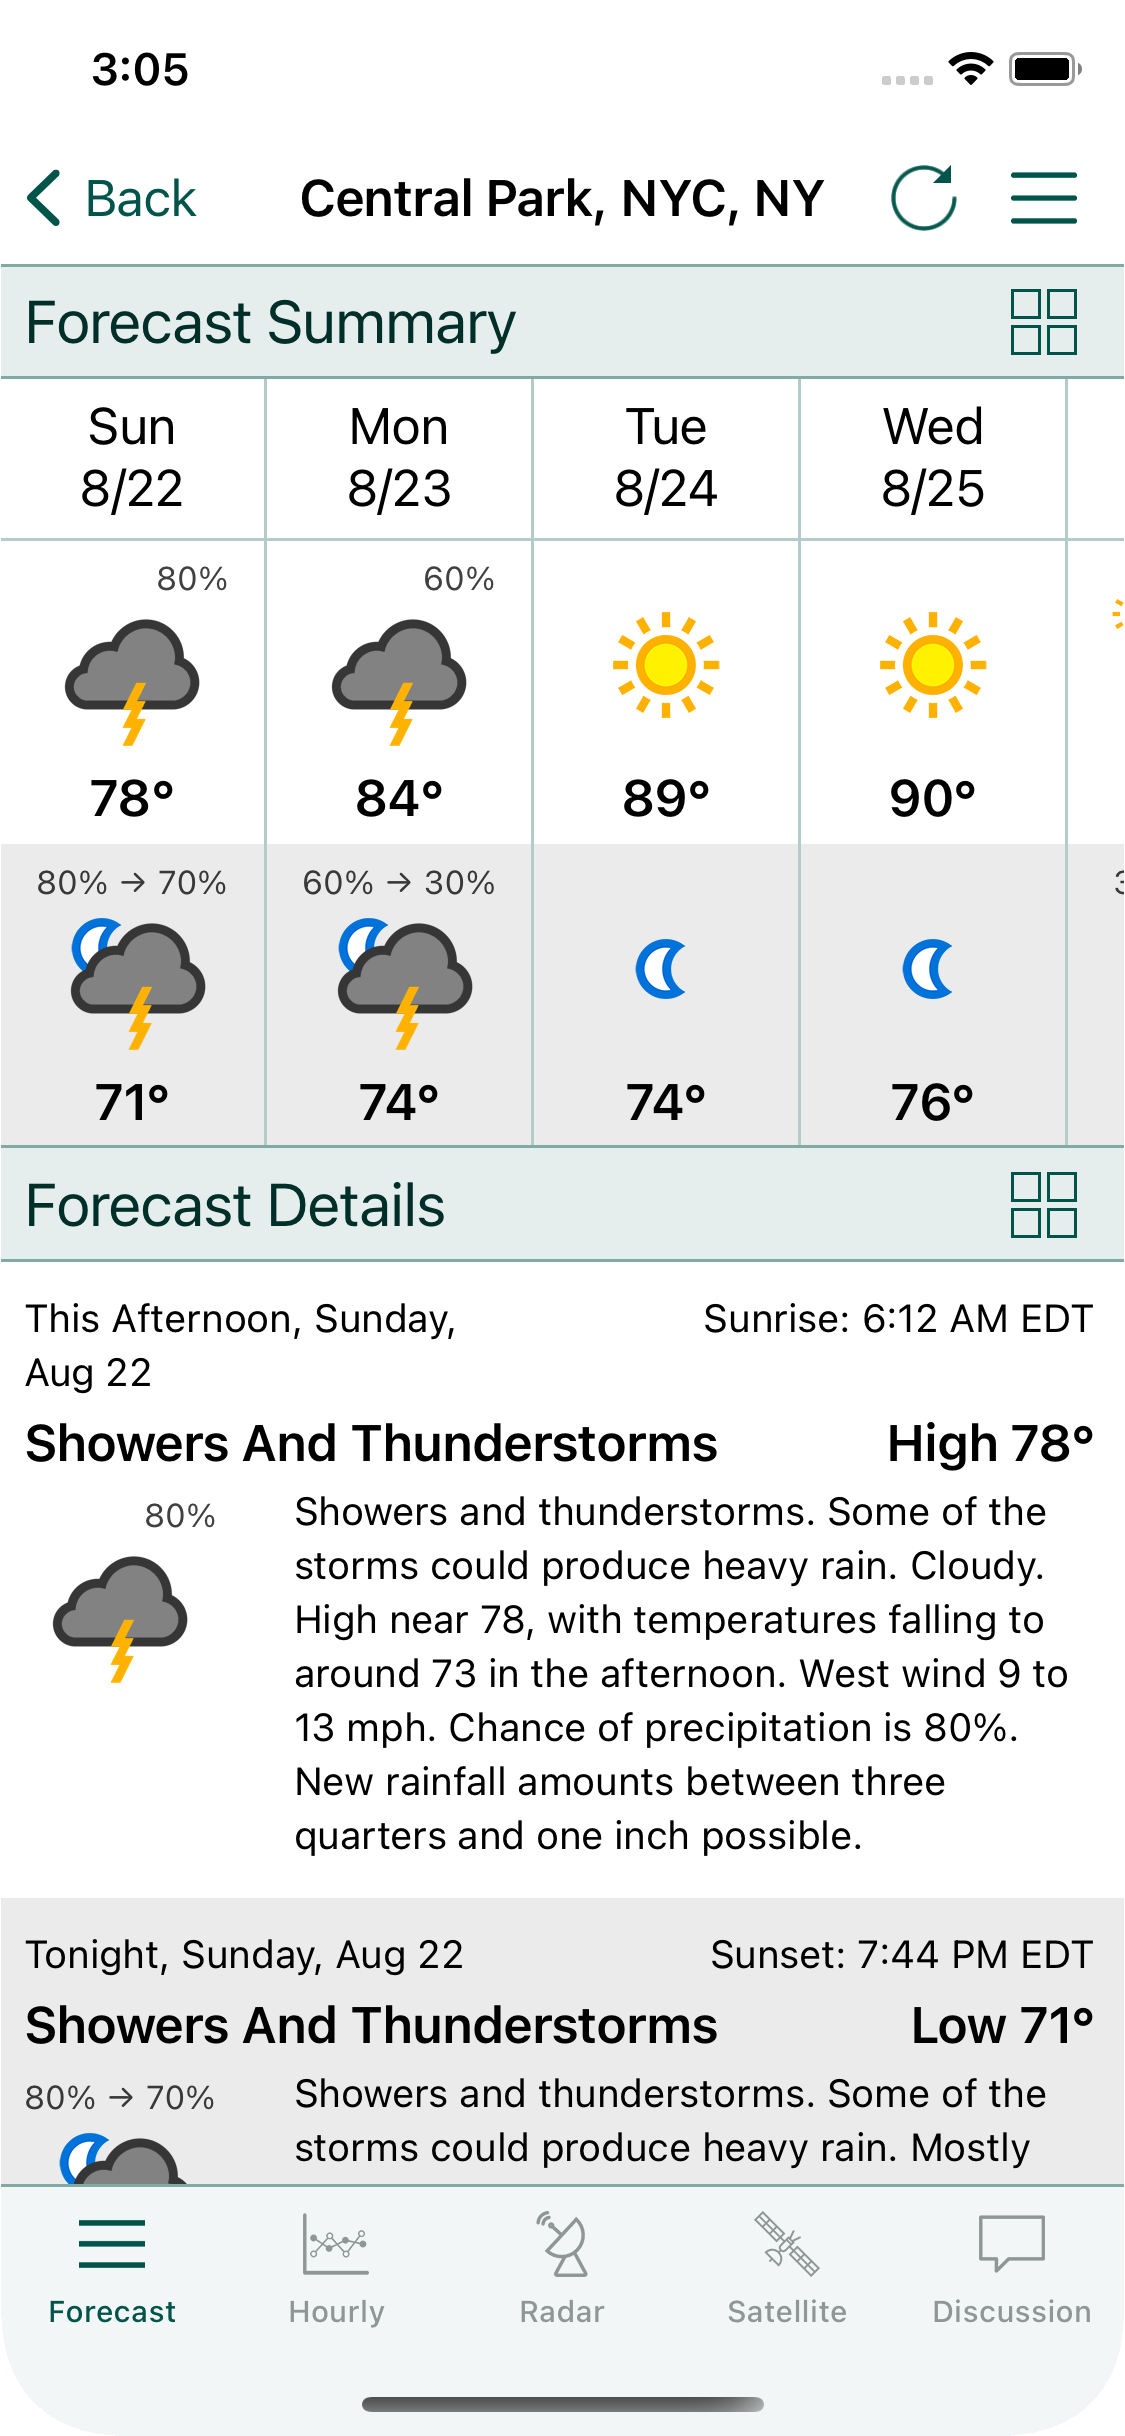 3:05
Back
Central Park, NYC, NY
Forecast Summary
Sun
8/22
Mon
8/23
Tue
8/24
Wed
8/25
80%
60%
78°
84°
89°
90°
80% → 70%
60% → 30%
71°
74°
74°
76°
Forecast Details
This Afternoon, Sunday,
Aug 22
Sunrise: 6:12 AM EDT
Showers And Thunderstorms
High 78°
80%
Showers and thunderstorms. Some of the
storms could produce heavy rain. Cloudy.
High near 78, with temperatures falling to
around 73 in the afternoon. West wind 9 to
13 mph. Chance of precipitation is 80%.
New rainfall amounts between three
quarters and one inch possible.
Tonight, Sunday, Aug 22
Sunset: 7:44 PM EDT
Showers And Thunderstorms
Low 71°
80% → 70%
Showers and thunderstorms. Some of the
storms could produce heavy rain. Mostly
Forecast
Hourly
Radar
Satellite
Discussion